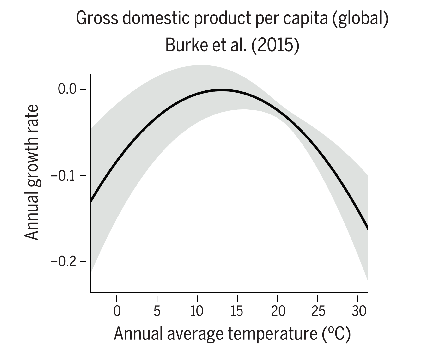 Gross domestic product per capita (global)
Burke et al. (2015)
Annual growth rate
0.0
−0.1
−0.2
0 5 10 15 20 25 30
Annual average temperature (ºC)